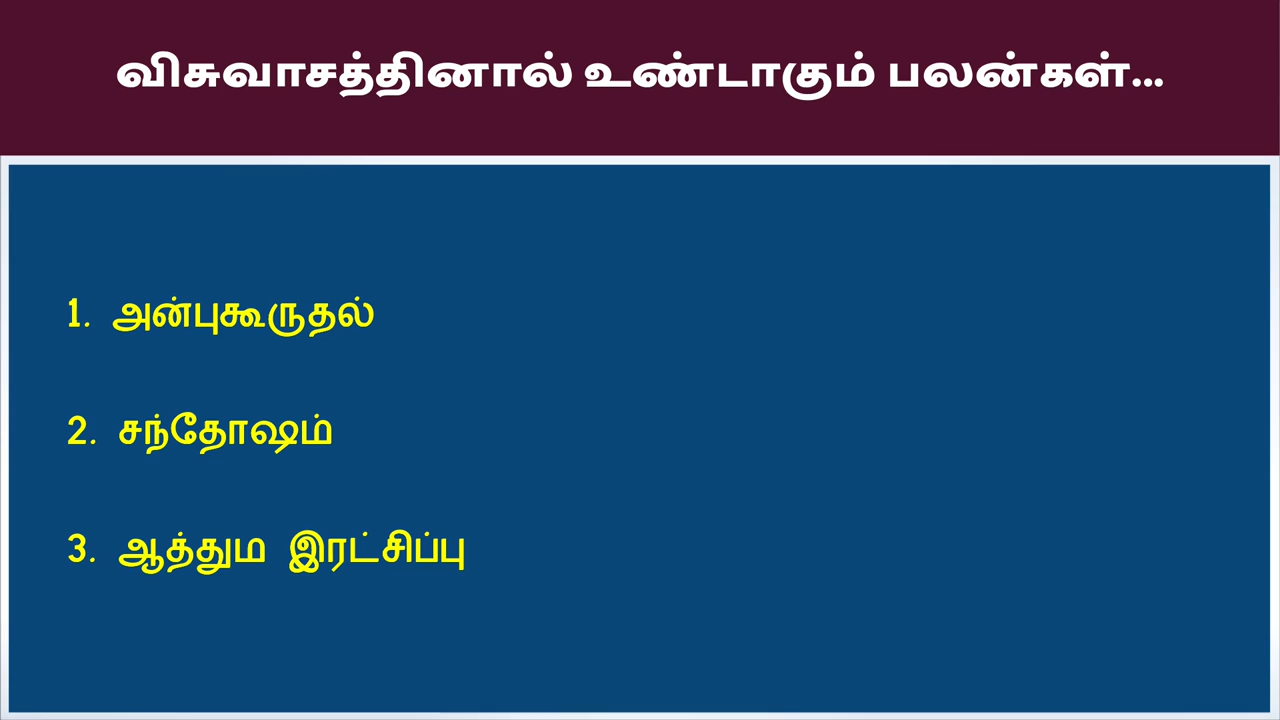 விசுவாசத்தினால் உண்டாகும் பலன்கள்...
1. அன்புகூருதல்
2. சந்தோஷம்
3. ஆத்தும இரட்சிப்பு